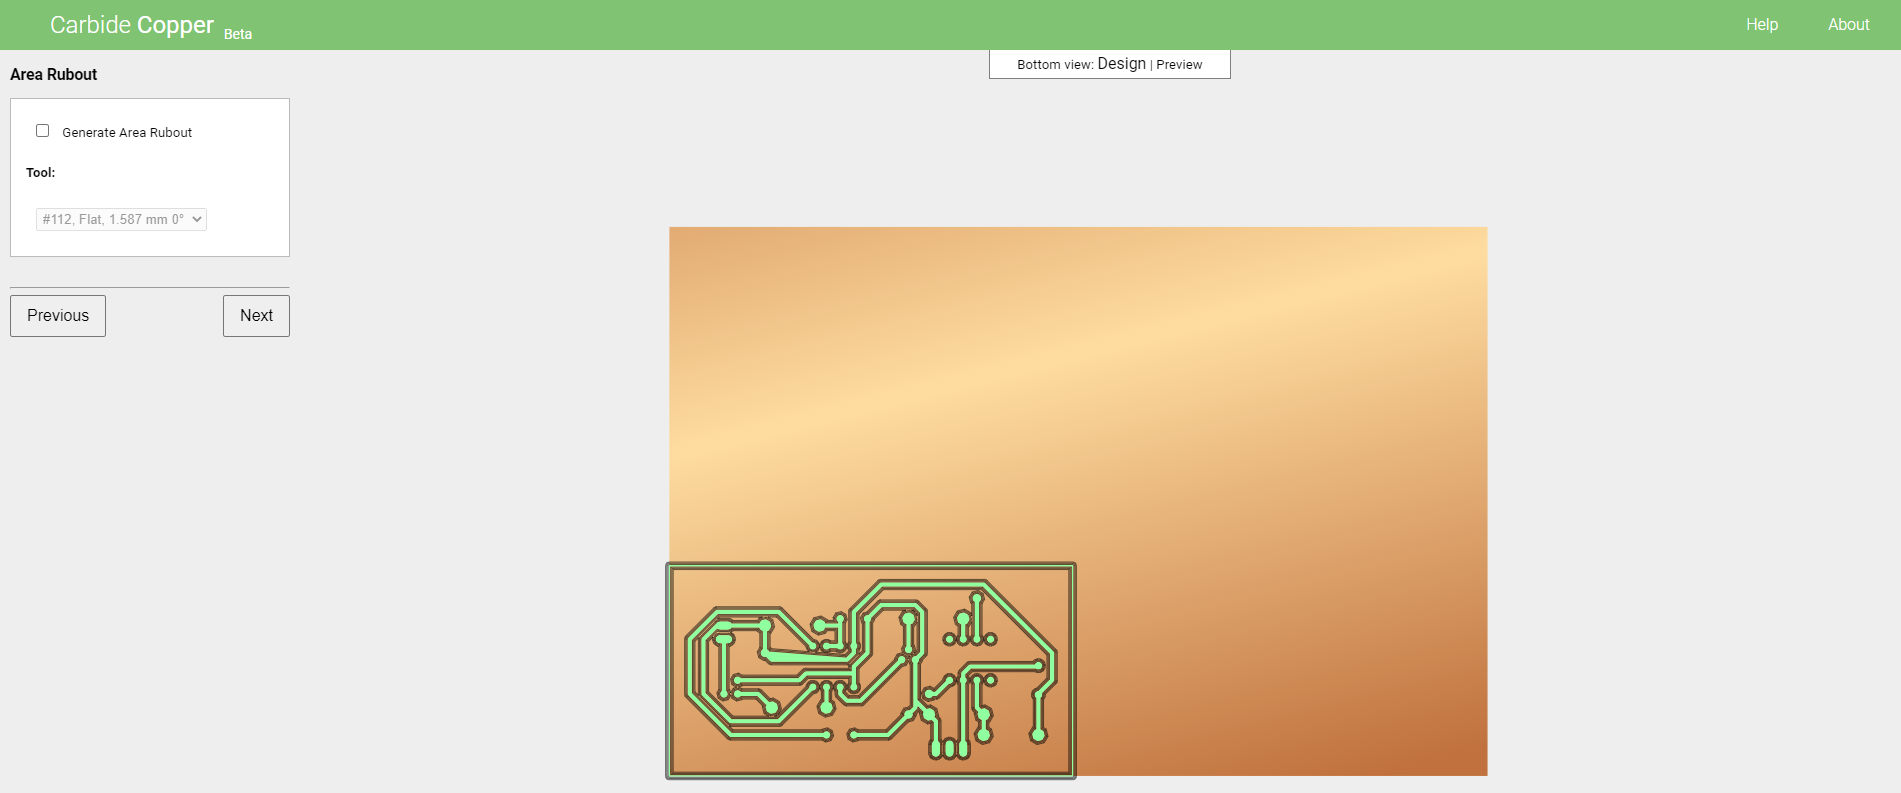 Carbide Copper Beta
Help
About
Area Rubout
Bottom view: Design | Preview
Generate Area Rubout
Tool:
#112, Flat, 1.587 mm 0°
Previous
Next